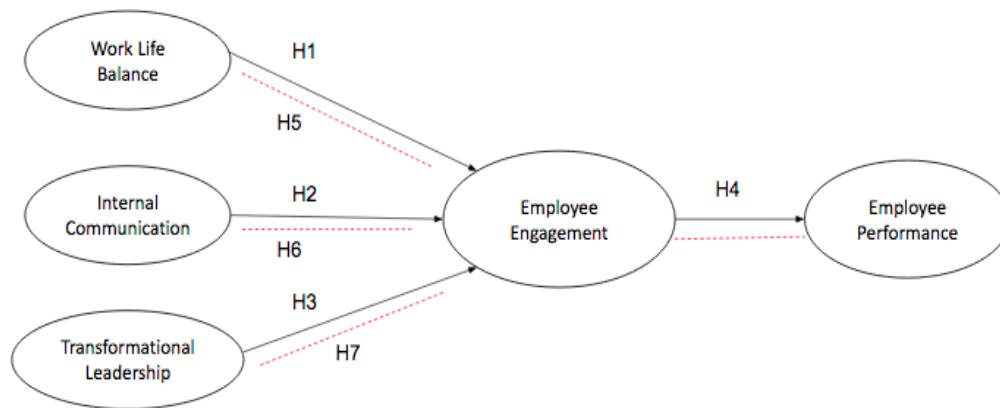 Work Life
Balance
H1
H5
Internal
Communication
H2
H6
Transformational
Leadership
H3
H7
Employee
Engagement
H4
Employee
Performance